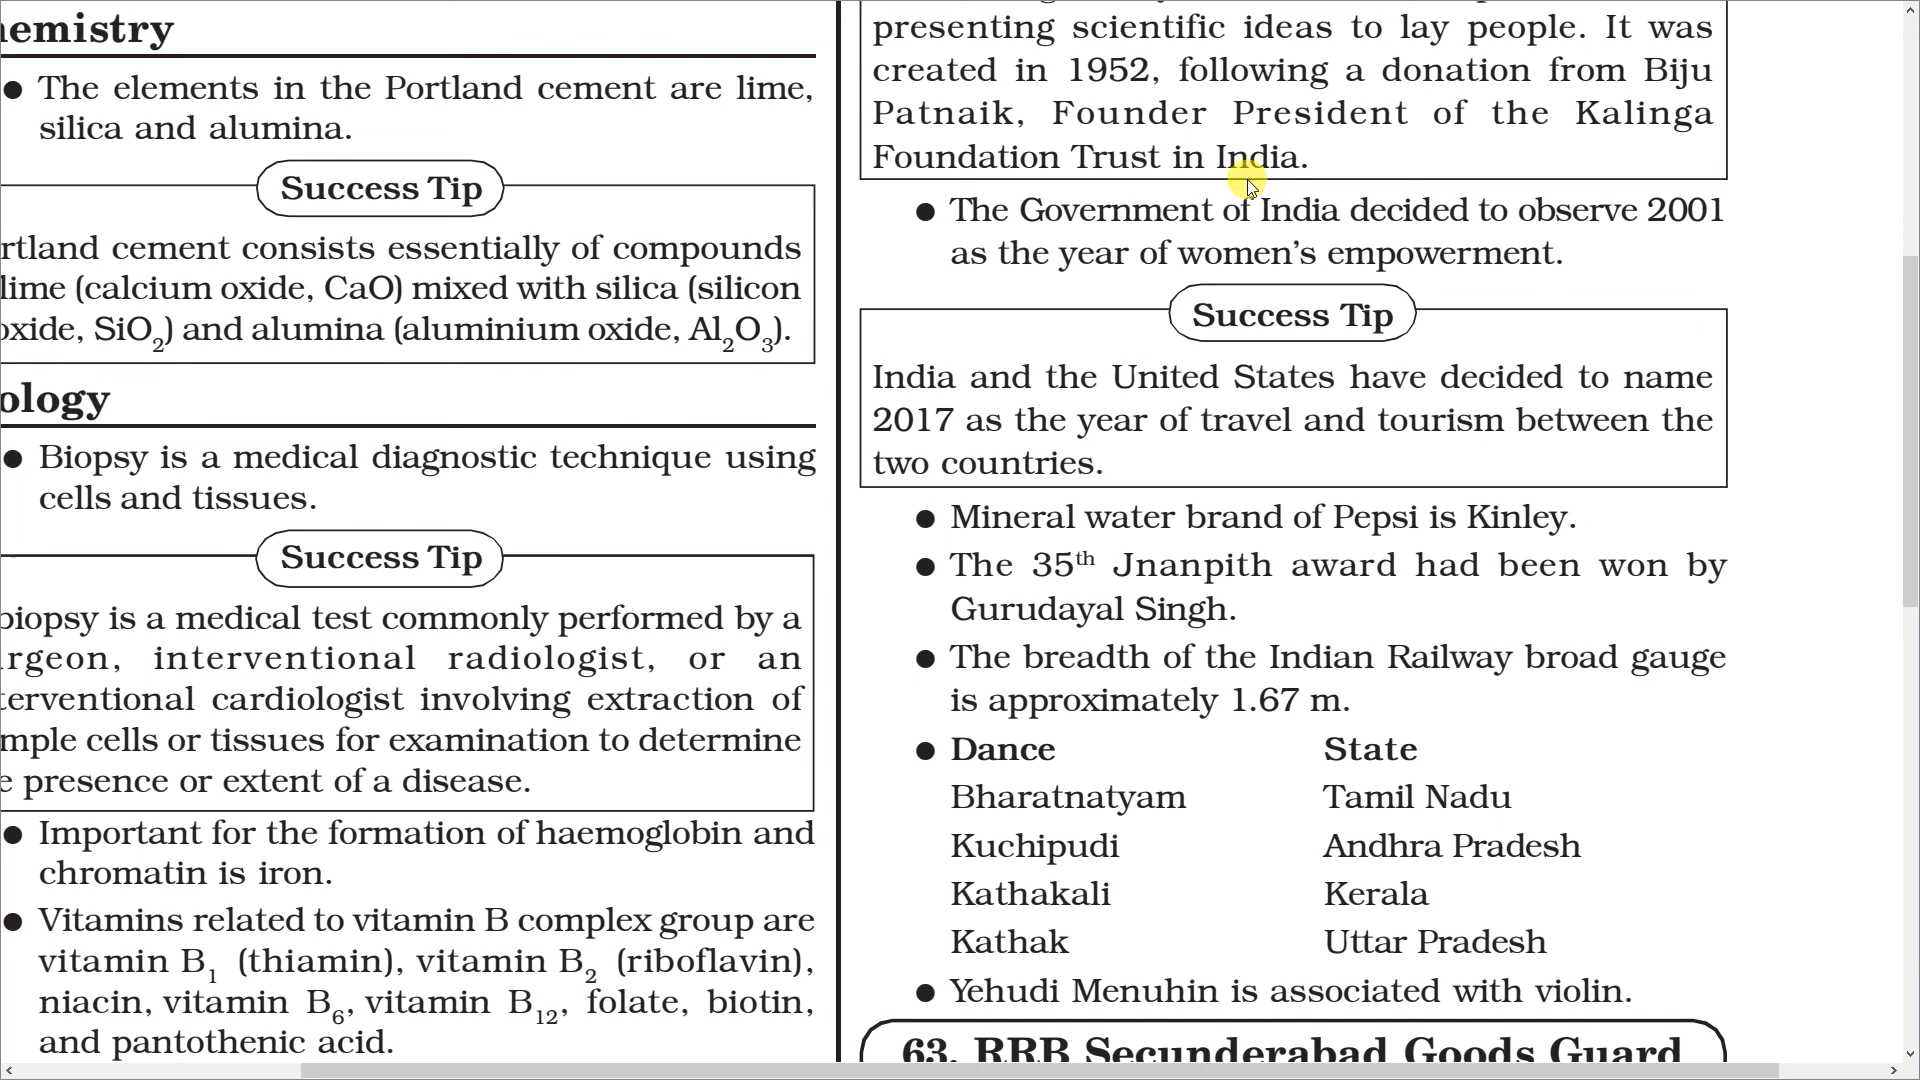 emistry
● The elements in the Portland cement are lime,
silica and alumina.
Success Tip
rtland cement consists essentially of compounds
lime (calcium oxide, CaO) mixed with silica (silicon
oxide, SiO₂) and alumina (aluminium oxide, Al₂O₃).
ology
● Biopsy is a medical diagnostic technique using
cells and tissues.
Success Tip
biopsy is a medical test commonly performed by a
rgeon, interventional radiologist, or an
terventional cardiologist involving extraction of
mple cells or tissues for examination to determine
e presence or extent of a disease.
● Important for the formation of haemoglobin and
chromatin is iron.
● Vitamins related to vitamin B complex group are
vitamin B₁ (thiamin), vitamin B₂ (riboflavin),
niacin, vitamin B₆, vitamin B₁₂, folate, biotin,
and pantothenic acid.
presenting scientific ideas to lay people. It was
created in 1952, following a donation from Biju
Patnaik, Founder President of the Kalinga
Foundation Trust in India.
● The Government of India decided to observe 2001
as the year of women's empowerment.
Success Tip
India and the United States have decided to name
2017 as the year of travel and tourism between the
two countries.
● Mineral water brand of Pepsi is Kinley.
● The 35th Jnanpith award had been won by
Gurudayal Singh.
● The breadth of the Indian Railway broad gauge
is approximately 1.67 m.
● Dance State
Bharatnatyam Tamil Nadu
Kuchipudi Andhra Pradesh
Kathakali Kerala
Kathak Uttar Pradesh
● Yehudi Menuhin is associated with violin.
63. RRB Secunderabad Goods Guard